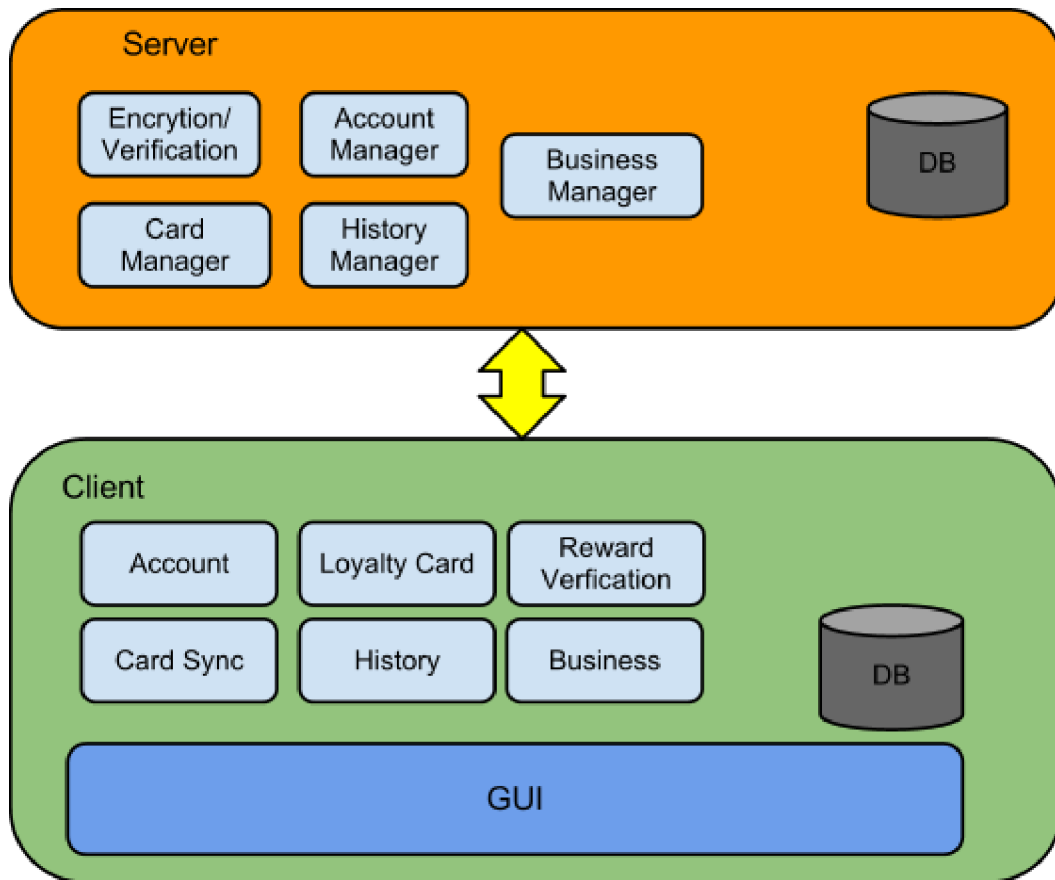 Server
Encrytion/
Verification
Account
Manager
Business
Manager
DB
Card
Manager
History
Manager
Client
Account
Loyalty Card
Reward
Verfication
Card Sync
History
Business
DB
GUI